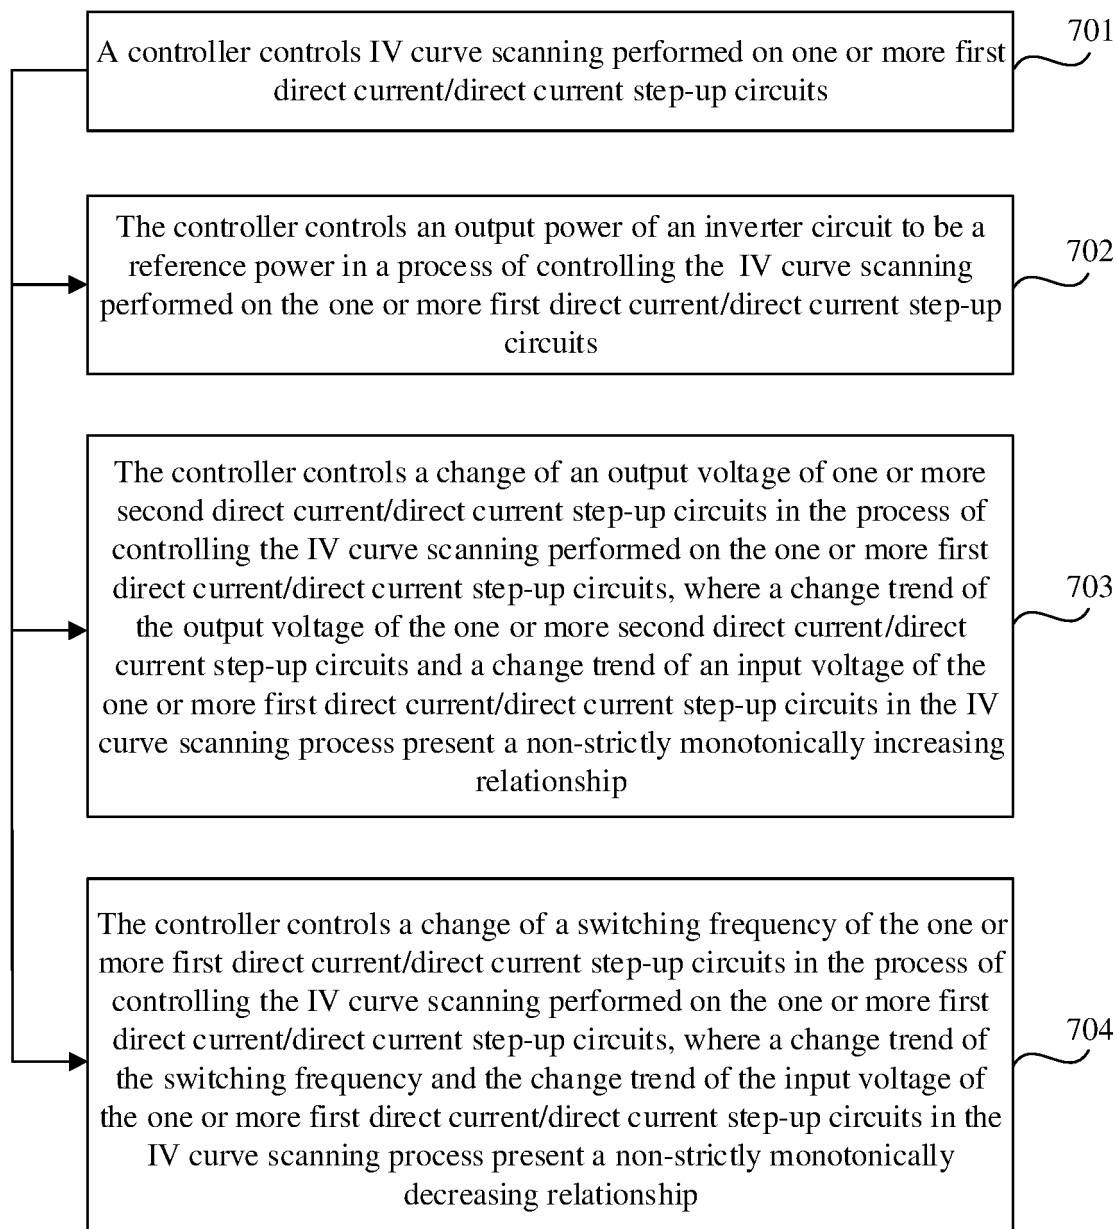 A controller controls IV curve scanning performed on one or more first
direct current/direct current step-up circuits
701
The controller controls an output power of an inverter circuit to be a
reference power in a process of controlling the IV curve scanning
performed on the one or more first direct current/direct current step-up
circuits
702
The controller controls a change of an output voltage of one or more
second direct current/direct current step-up circuits in the process of
controlling the IV curve scanning performed on the one or more first
direct current/direct current step-up circuits, where a change trend of
the output voltage of the one or more second direct current/direct
current step-up circuits and a change trend of an input voltage of the
one or more first direct current/direct current step-up circuits in the IV
curve scanning process present a non-strictly monotonically increasing
relationship
703
The controller controls a change of a switching frequency of the one or
more first direct current/direct current step-up circuits in the process of
controlling the IV curve scanning performed on the one or more first
direct current/direct current step-up circuits, where a change trend of
the switching frequency and the change trend of the input voltage of
the one or more first direct current/direct current step-up circuits in the
IV curve scanning process present a non-strictly monotonically
decreasing relationship
704